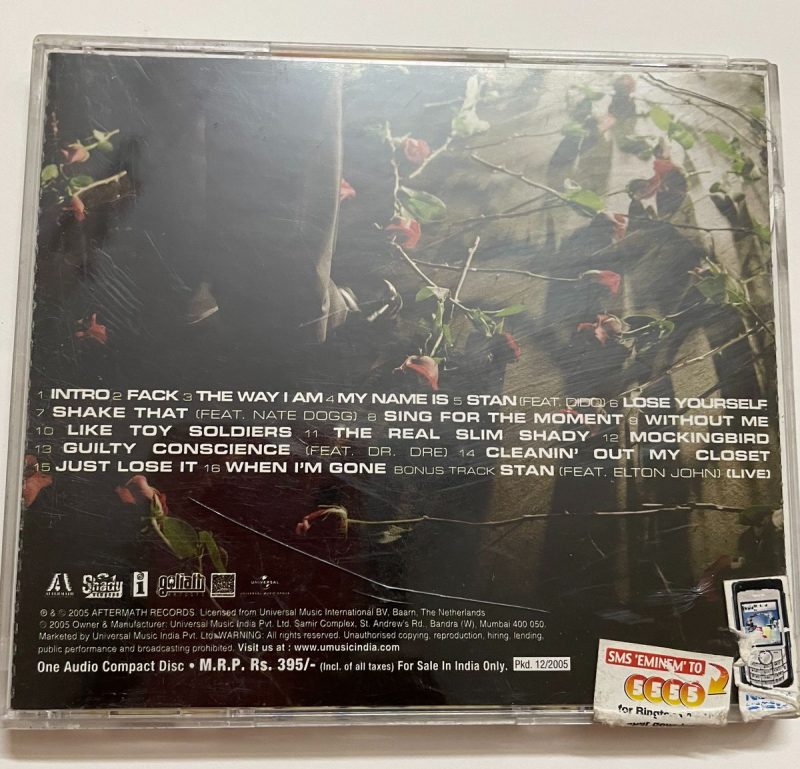 1 INTRO 2 FACK 3 THE WAY I AM 4 MY NAME IS 5 STAN (FEAT. DIDO) 6 LOSE YOURSELF
7 SHAKE THAT (FEAT. NATE DOGG) 8 SING FOR THE MOMENT 9 WITHOUT ME
10 LIKE TOY SOLDIERS 11 THE REAL SLIM SHADY 12 MOCKINGBIRD
13 GUILTY CONSCIENCE (FEAT. DR. DRE) 14 CLEANIN' OUT MY CLOSET
15 JUST LOSE IT 16 WHEN I'M GONE BONUS TRACK STAN (FEAT. ELTON JOHN) (LIVE)
AFTERMATH Shady RECORDS i goliath UNIVERSAL
℗ & © 2005 AFTERMATH RECORDS. Licensed from Universal Music International BV, Baarn, The Netherlands
© 2005 Owner & Manufacturer: Universal Music India Pvt. Ltd. Samir Complex, St. Andrew's Rd., Bandra (W), Mumbai 400 050.
Marketed by Universal Music India Pvt. Ltd. WARNING: All rights reserved. Unauthorised copying, reproduction, hiring, lending,
public performance and broadcasting prohibited. Visit us at : www.umusicindia.com
One Audio Compact Disc • M.R.P. Rs. 395/- (Incl. of all taxes) For Sale In India Only. Pkd. 12/2005
SMS 'EMINEM' TO
5555
for